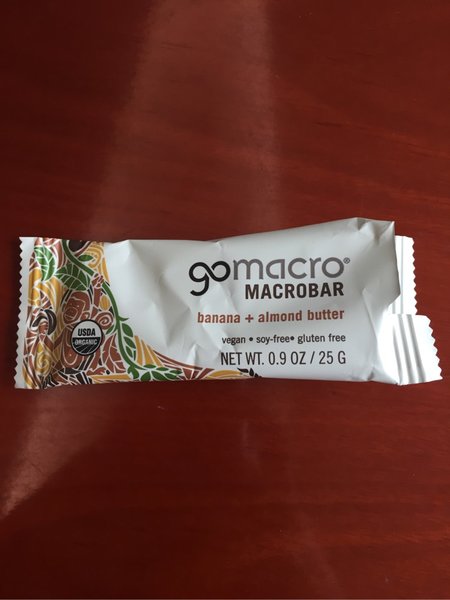 gomacro®
MACROBAR
banana + almond butter
vegan • soy-free• gluten free
NET WT. 0.9 OZ / 25 G
USDA
ORGANIC